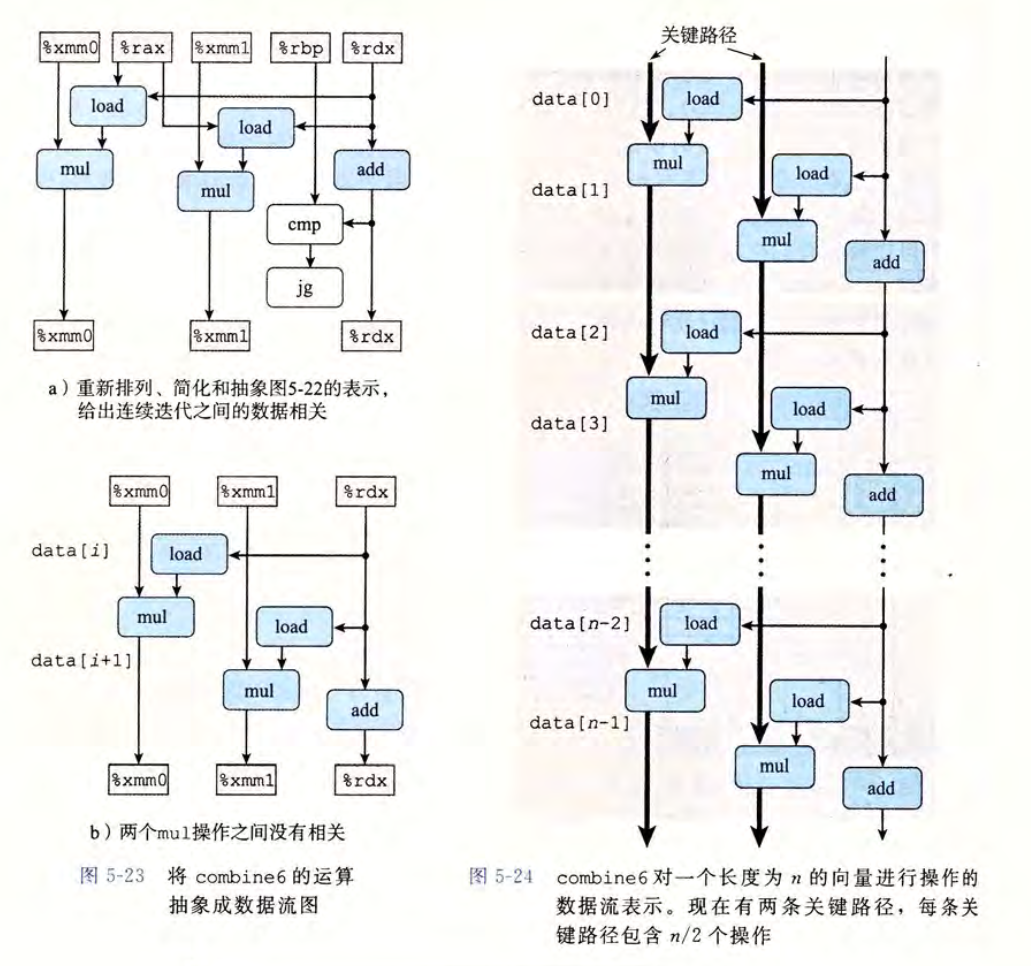 %xmm0 %rax %xmm1 %rbp %rdx
load
load
mul
mul
add
cmp
jg
%xmm0 %xmm1 %rdx
a）重新排列、简化和抽象图5-22的表示，
给出连续迭代之间的数据相关
%xmm0 %xmm1 %rdx
data[i]
load
mul
load
data[i+1]
mul
add
%xmm0 %xmm1 %rdx
b）两个mul操作之间没有相关
图 5-23 将 combine6 的运算
抽象成数据流图
关键路径
data[0]
load
mul
data[1]
load
mul
add
data[2]
load
mul
data[3]
load
mul
add
data[n-2]
load
mul
data[n-1]
load
mul
add
图 5-24 combine6对一个长度为 n 的向量进行操作的
数据流表示。现在有两条关键路径，每条关
键路径包含 n/2 个操作